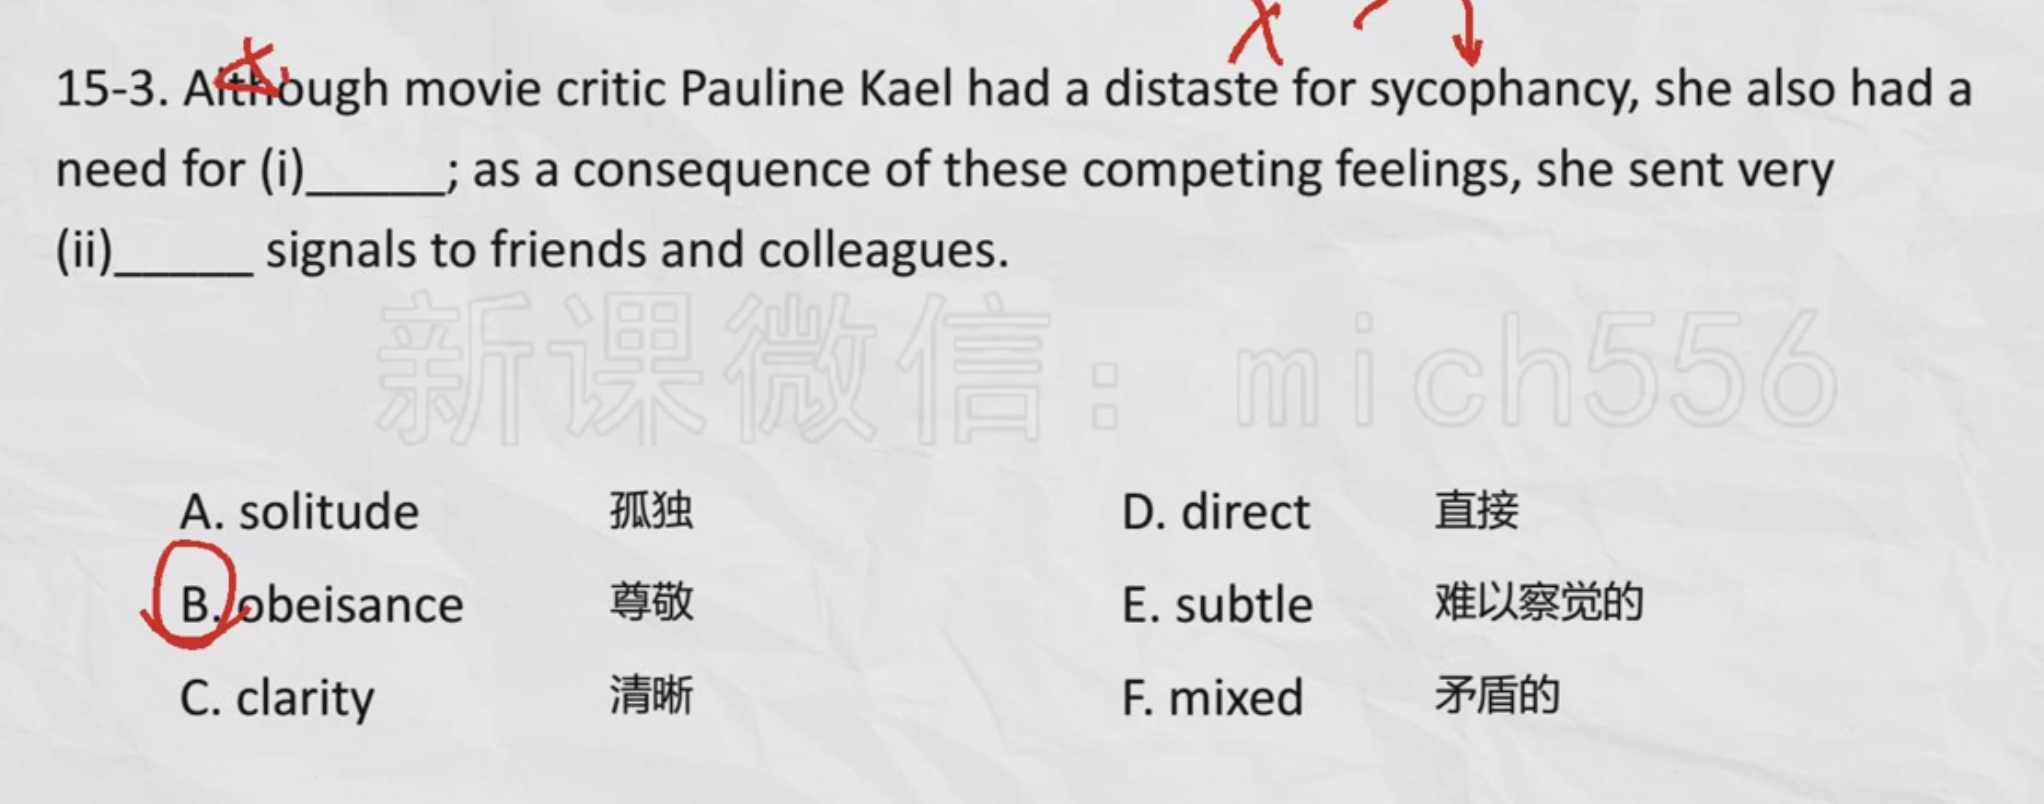 15-3. Although movie critic Pauline Kael had a distaste for sycophancy, she also had a
need for (i)_____; as a consequence of these competing feelings, she sent very
(ii)_____ signals to friends and colleagues.
新课微信：mich556
A. solitude 孤独 D. direct 直接
B. obeisance 尊敬 E. subtle 难以察觉的
C. clarity 清晰 F. mixed 矛盾的